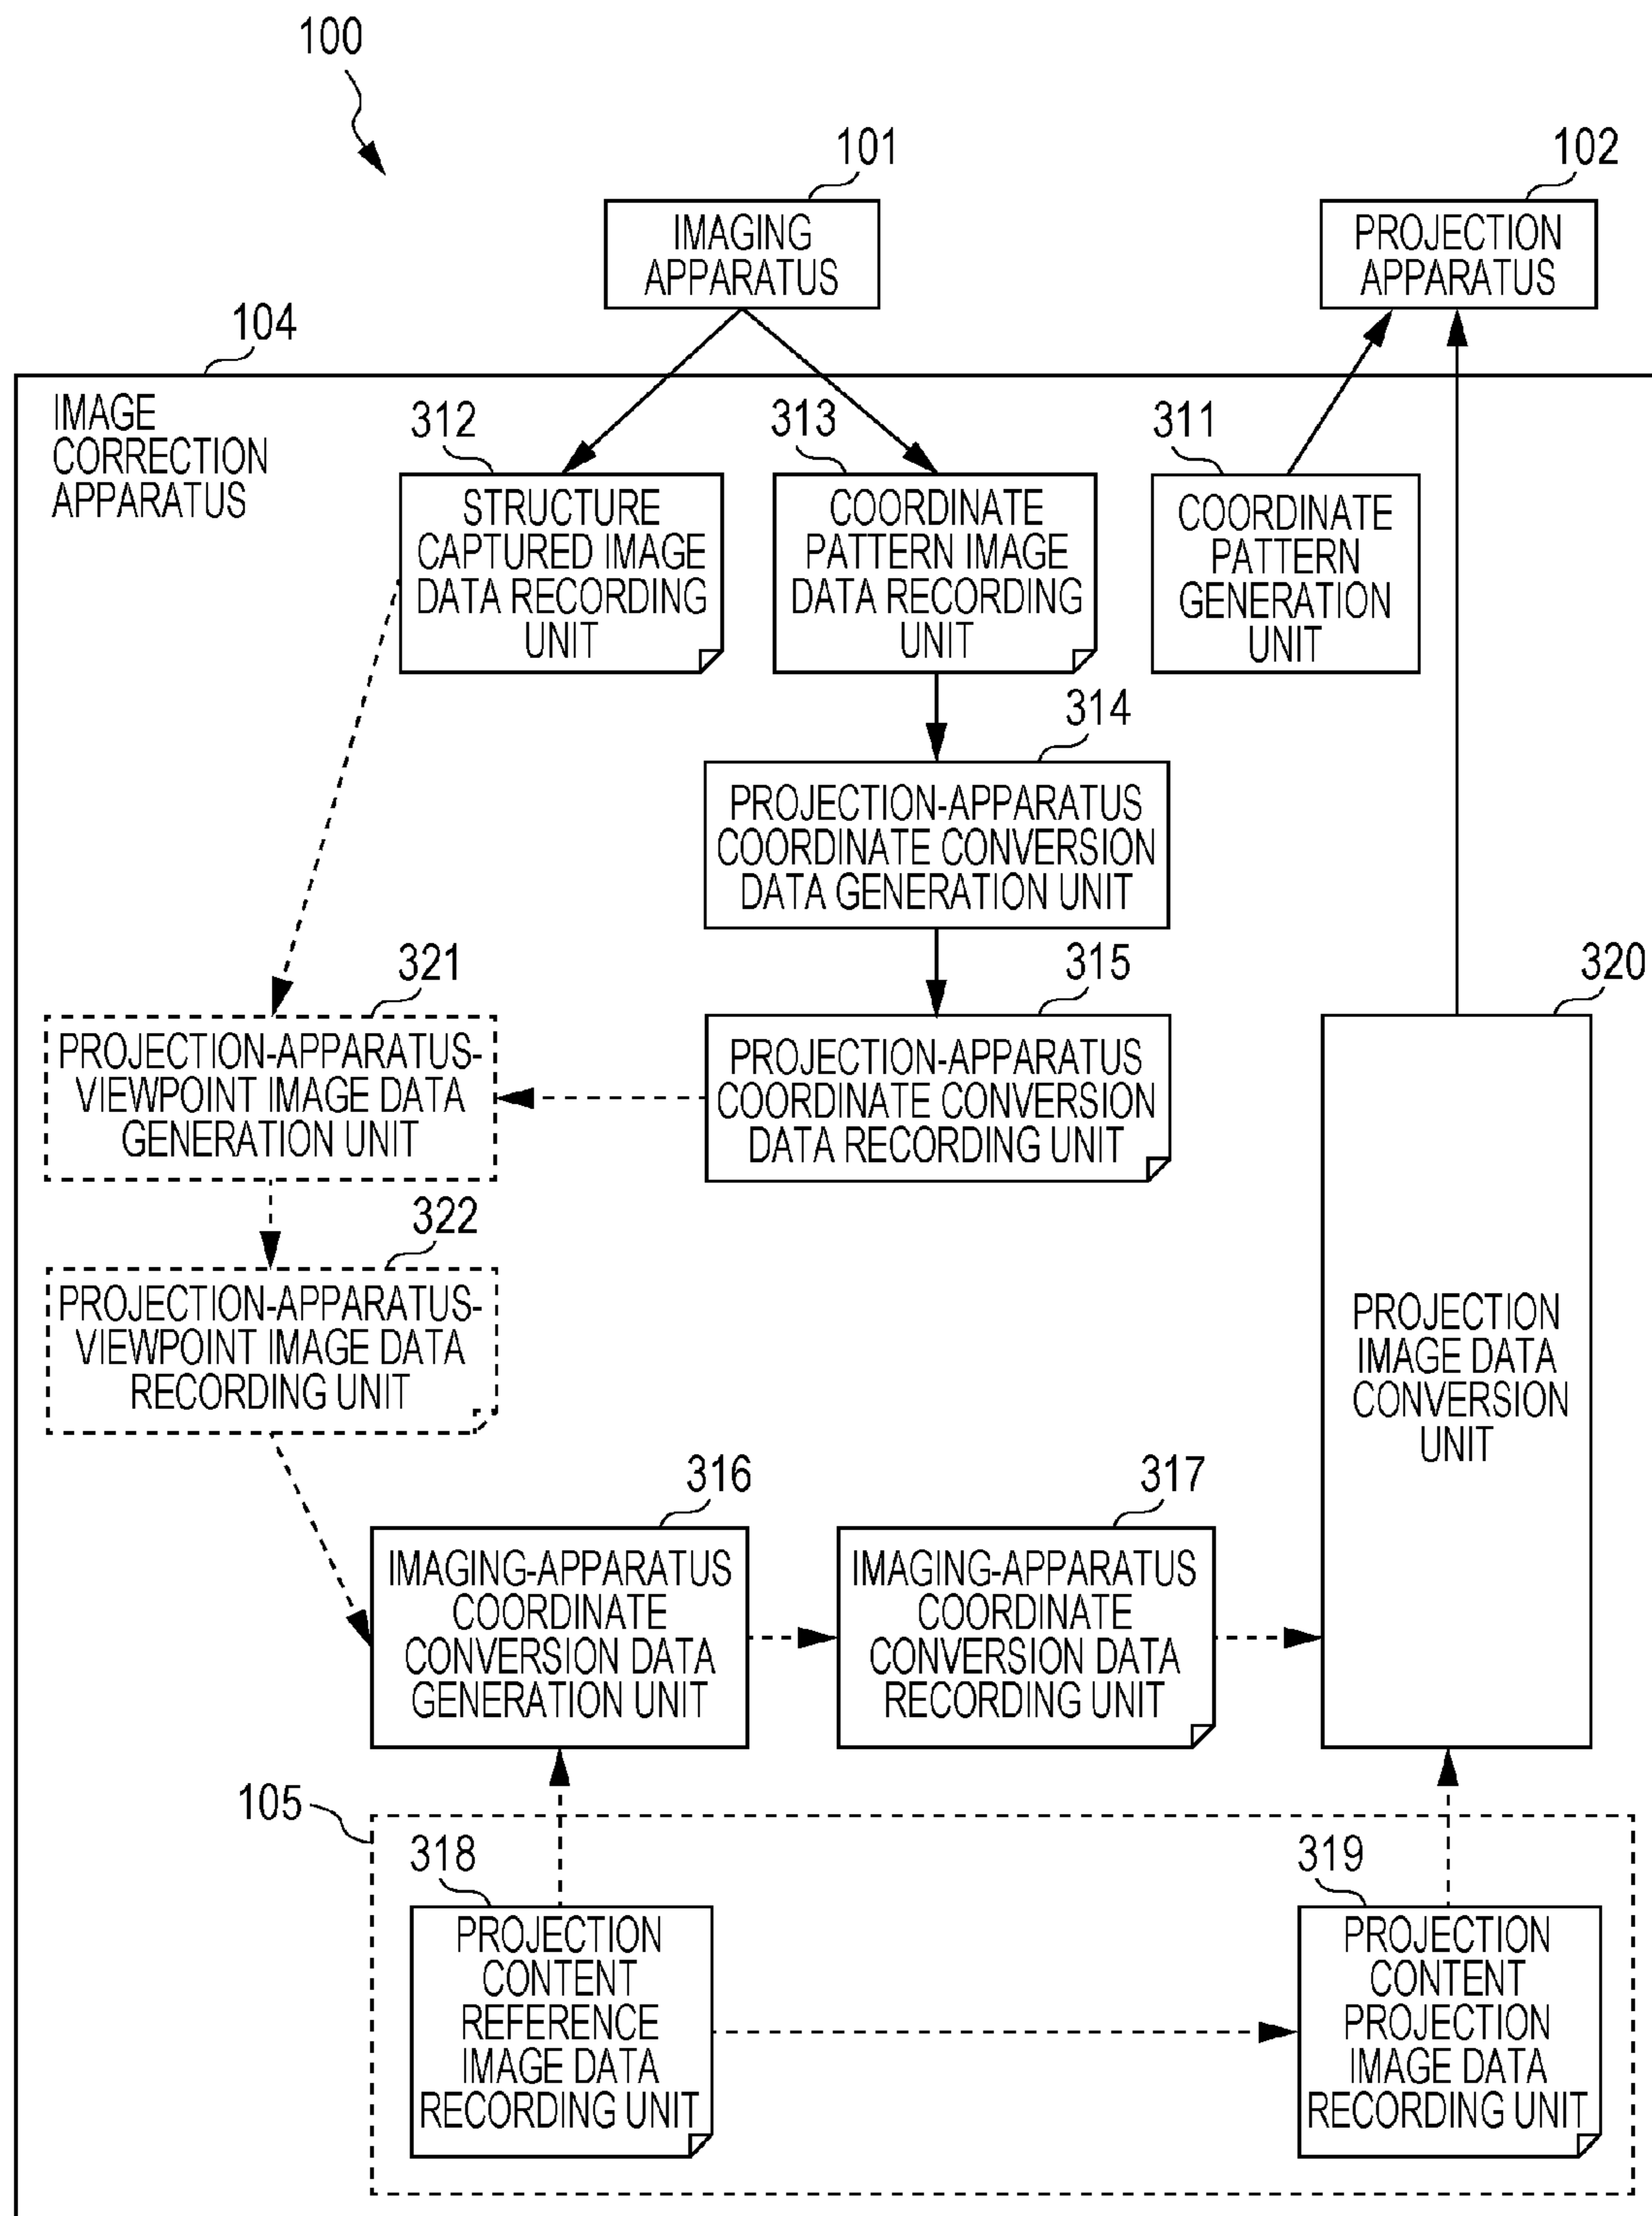 100
101
IMAGING
APPARATUS
102
PROJECTION
APPARATUS
104
IMAGE
CORRECTION
APPARATUS
312
STRUCTURE
CAPTURED IMAGE
DATA RECORDING
UNIT
313
COORDINATE
PATTERN IMAGE
DATA RECORDING
UNIT
311
COORDINATE
PATTERN
GENERATION
UNIT
314
PROJECTION-APPARATUS
COORDINATE CONVERSION
DATA GENERATION UNIT
321
PROJECTION-APPARATUS-
VIEWPOINT IMAGE DATA
GENERATION UNIT
315
PROJECTION-APPARATUS
COORDINATE CONVERSION
DATA RECORDING UNIT
320
PROJECTION
IMAGE DATA
CONVERSION
UNIT
322
PROJECTION-APPARATUS-
VIEWPOINT IMAGE DATA
RECORDING UNIT
316
IMAGING-APPARATUS
COORDINATE
CONVERSION DATA
GENERATION UNIT
317
IMAGING-APPARATUS
COORDINATE
CONVERSION DATA
RECORDING UNIT
105
318
PROJECTION
CONTENT
REFERENCE
IMAGE DATA
RECORDING UNIT
319
PROJECTION
CONTENT
PROJECTION
IMAGE DATA
RECORDING UNIT